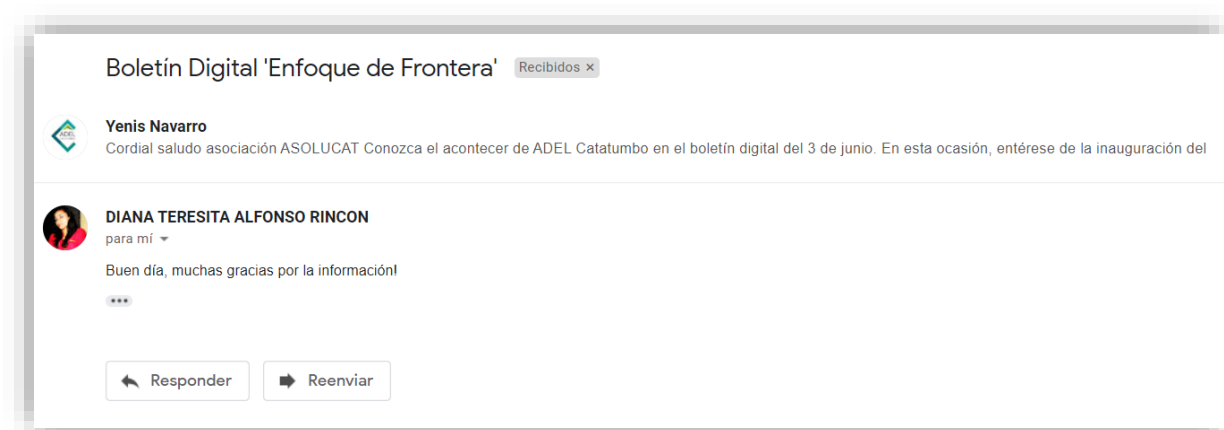 Boletín Digital 'Enfoque de Frontera' Recibidos ×
ADEL
Yenis Navarro
Cordial saludo asociación ASOLUCAT Conozca el acontecer de ADEL Catatumbo en el boletín digital del 3 de junio. En esta ocasión, entérese de la inauguración del
DIANA TERESITA ALFONSO RINCON
para mí
Buen día, muchas gracias por la información!
Responder Reenviar